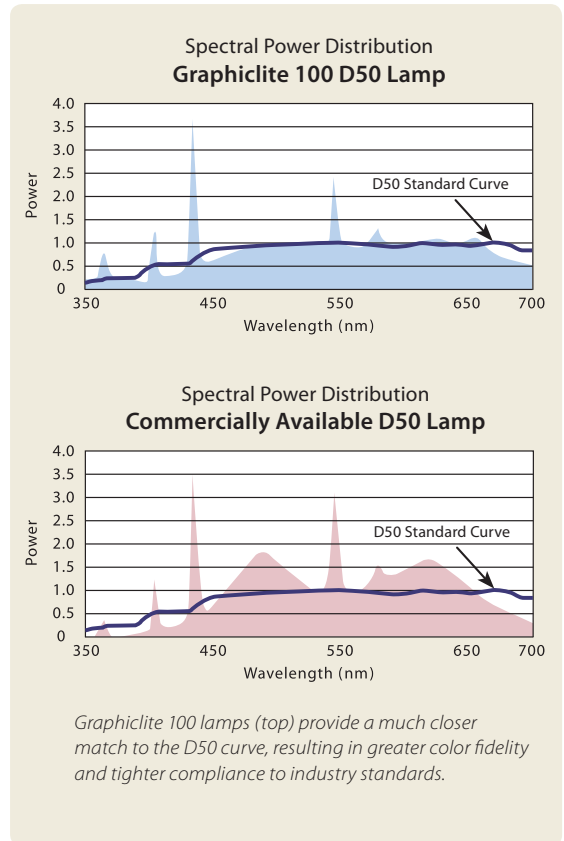 Spectral Power Distribution
Graphiclite 100 D50 Lamp
4.0
3.5
3.0
2.5
2.0
1.5
1.0
0.5
0
Power
D50 Standard Curve
350
450
550
650
700
Wavelength (nm)
Spectral Power Distribution
Commercially Available D50 Lamp
4.0
3.5
3.0
2.5
2.0
1.5
1.0
0.5
0
Power
D50 Standard Curve
350
450
550
650
700
Wavelength (nm)
Graphiclite 100 lamps (top) provide a much closer
match to the D50 curve, resulting in greater color fidelity
and tighter compliance to industry standards.